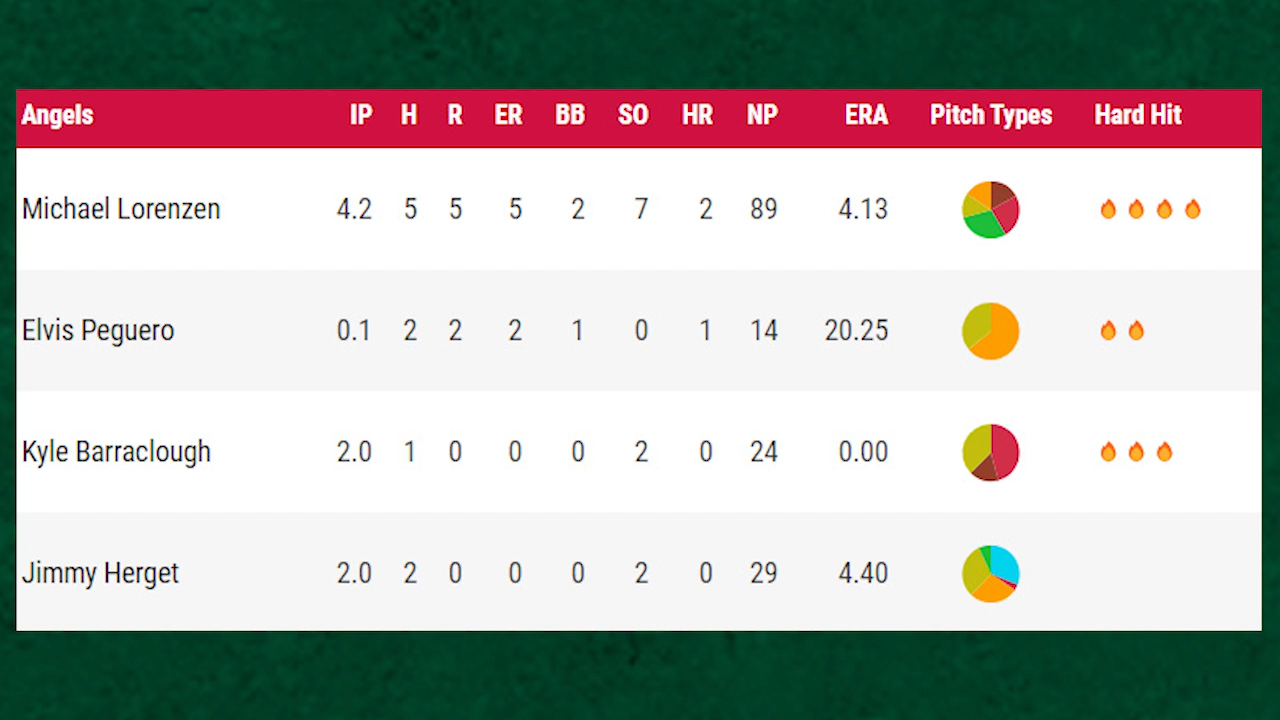 Angels IP H R ER BB SO HR NP ERA Pitch Types Hard Hit
Michael Lorenzen 4.2 5 5 5 2 7 2 89 4.13
Elvis Peguero 0.1 2 2 2 1 0 1 14 20.25
Kyle Barraclough 2.0 1 0 0 0 2 0 24 0.00
Jimmy Herget 2.0 2 0 0 0 2 0 29 4.40